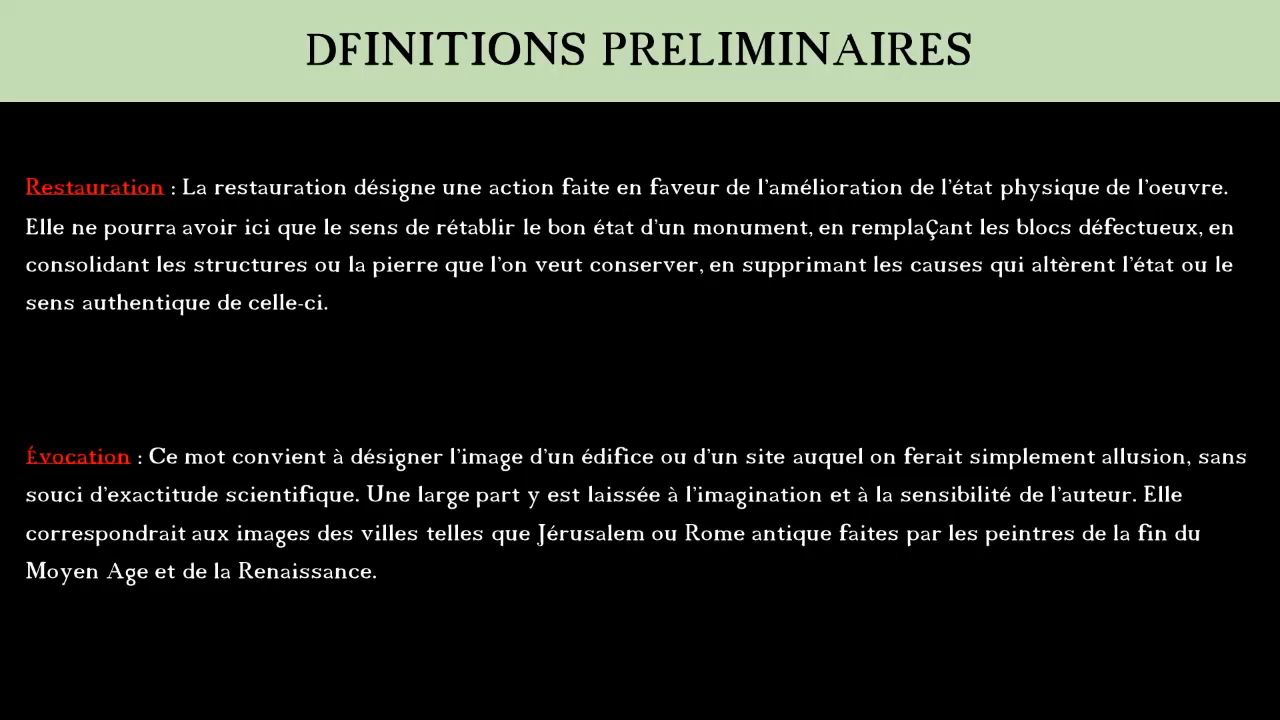 DFINITIONS PRELIMINAIRES
Restauration : La restauration désigne une action faite en faveur de l'amélioration de l'état physique de l'oeuvre.
Elle ne pourra avoir ici que le sens de rétablir le bon état d'un monument, en remplaçant les blocs défectueux, en
consolidant les structures ou la pierre que l'on veut conserver, en supprimant les causes qui altèrent l'état ou le
sens authentique de celle-ci.
Évocation : Ce mot convient à désigner l'image d'un édifice ou d'un site auquel on ferait simplement allusion, sans
souci d'exactitude scientifique. Une large part y est laissée à l'imagination et à la sensibilité de l'auteur. Elle
correspondrait aux images des villes telles que Jérusalem ou Rome antique faites par les peintres de la fin du
Moyen Age et de la Renaissance.